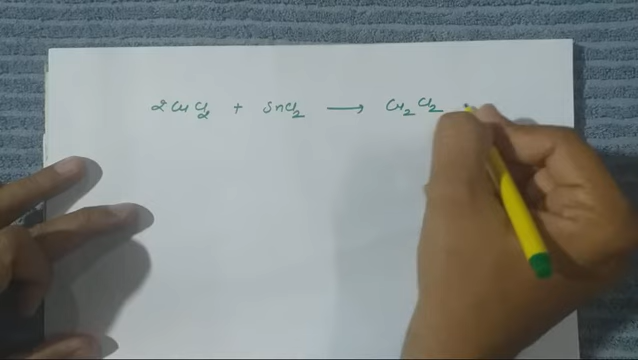 2CuCl₂ + SnCl₂ ⟶ Cu₂Cl₂